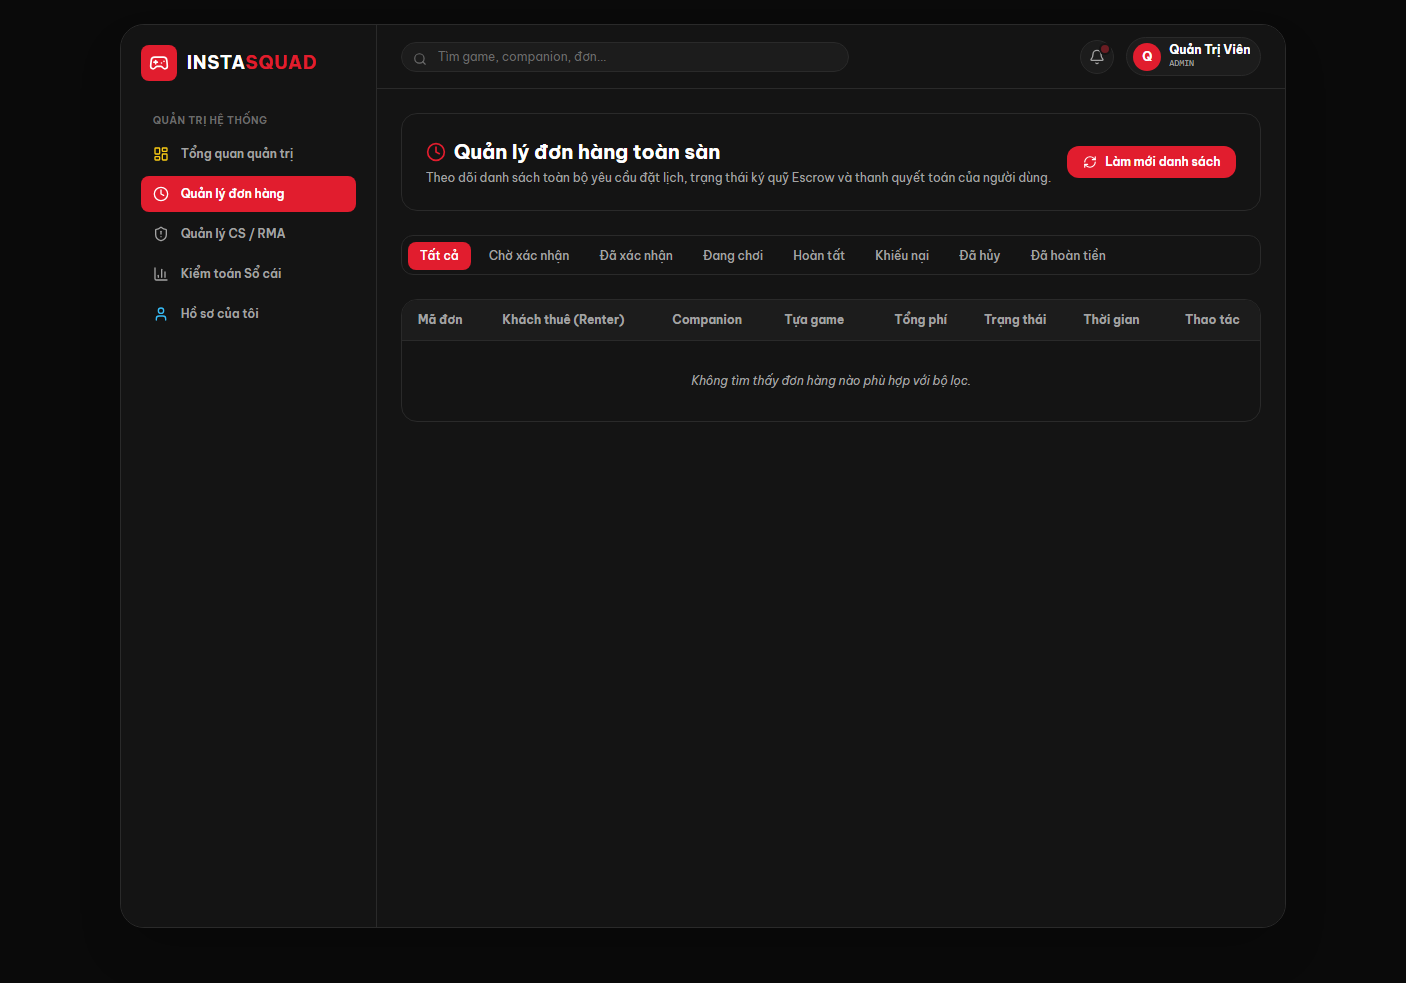 INSTASQUAD
Tìm game, companion, đơn...
Q
Quản Trị Viên
ADMIN
QUẢN TRỊ HỆ THỐNG
Tổng quan quản trị
Quản lý đơn hàng
Quản lý CS / RMA
Kiểm toán Sổ cái
Hồ sơ của tôi
Quản lý đơn hàng toàn sàn
Theo dõi danh sách toàn bộ yêu cầu đặt lịch, trạng thái ký quỹ Escrow và thanh quyết toán của người dùng.
Làm mới danh sách
Tất cả Chờ xác nhận Đã xác nhận Đang chơi Hoàn tất Khiếu nại Đã hủy Đã hoàn tiền
Mã đơn Khách thuê (Renter) Companion Tựa game Tổng phí Trạng thái Thời gian Thao tác
Không tìm thấy đơn hàng nào phù hợp với bộ lọc.